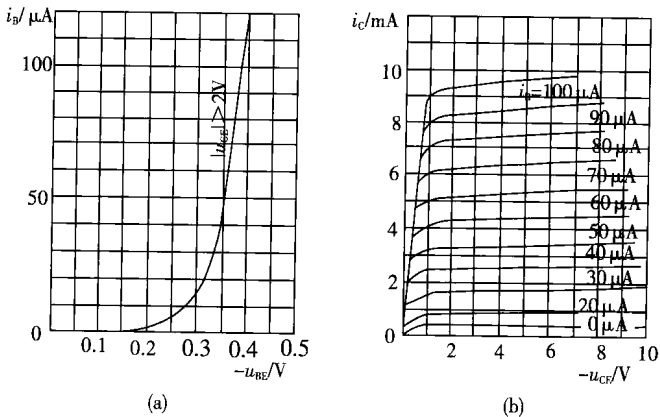 i_B/μA
100
50
0
0.1 0.2 0.3 0.4 0.5
-u_BE/V
|u_CE|>2V
(a)
i_C/mA
10
8
6
4
2
0
2 4 6 8 10
-u_CE/V
i_B=100 μA
90 μA
80 μA
70 μA
60 μA
50 μA
40 μA
30 μA
20 μA
0 μA
(b)